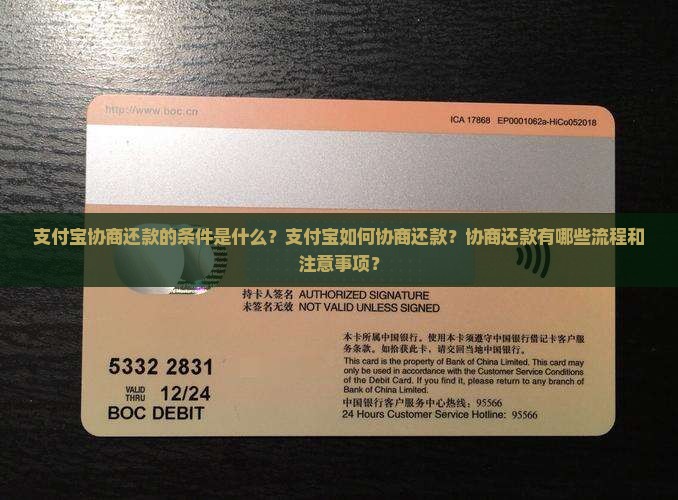 http://www.boc.cn
ICA 17868 EP0001062a-HiCo052018
支付宝协商还款的条件是什么？支付宝如何协商还款？协商还款有哪些流程和
注意事项？
持卡人签名 AUTHORIZED SIGNATURE
未签名无效 NOT VALID UNLESS SIGNED
本卡所属中国银行。使用本卡须遵守中国银行借记卡客户服
务条款。如拾获此卡，请交回当地中国银行。
This card is the property of Bank of China Limited. This card may
only be used in accordance with the Customer Service Conditions
of the Debit Card. If you find it, please return to any branch of
Bank of China Limited.
中国银行客户服务中心热线：95566
24 Hours Customer Service Hotline: 95566
5332 2831
VALID THRU 12/24
BOC DEBIT